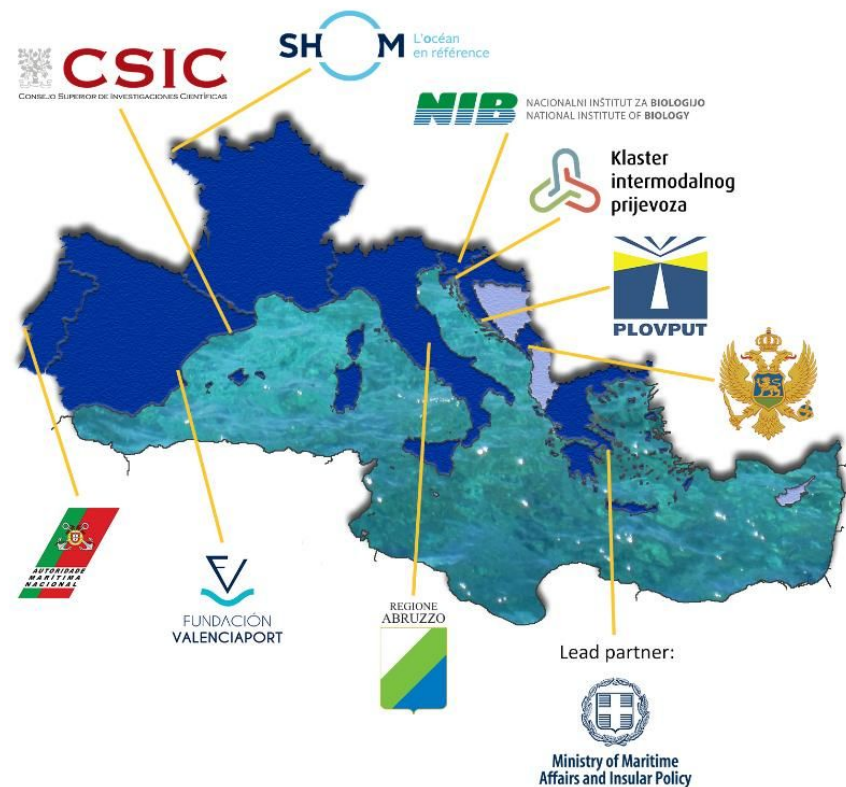 SHOM L'océan
en référence
CSIC
CONSEJO SUPERIOR DE INVESTIGACIONES CIENTÍFICAS
NIB NACIONALNI INŠTITUT ZA BIOLOGIJO
NATIONAL INSTITUTE OF BIOLOGY
Klaster
intermodalnog
prijevoza
PLOVPUT
AUTORIDADE
MARÍTIMA
NACIONAL
FV
FUNDACIÓN
VALENCIAPORT
REGIONE
ABRUZZO
Lead partner:
Ministry of Maritime
Affairs and Insular Policy